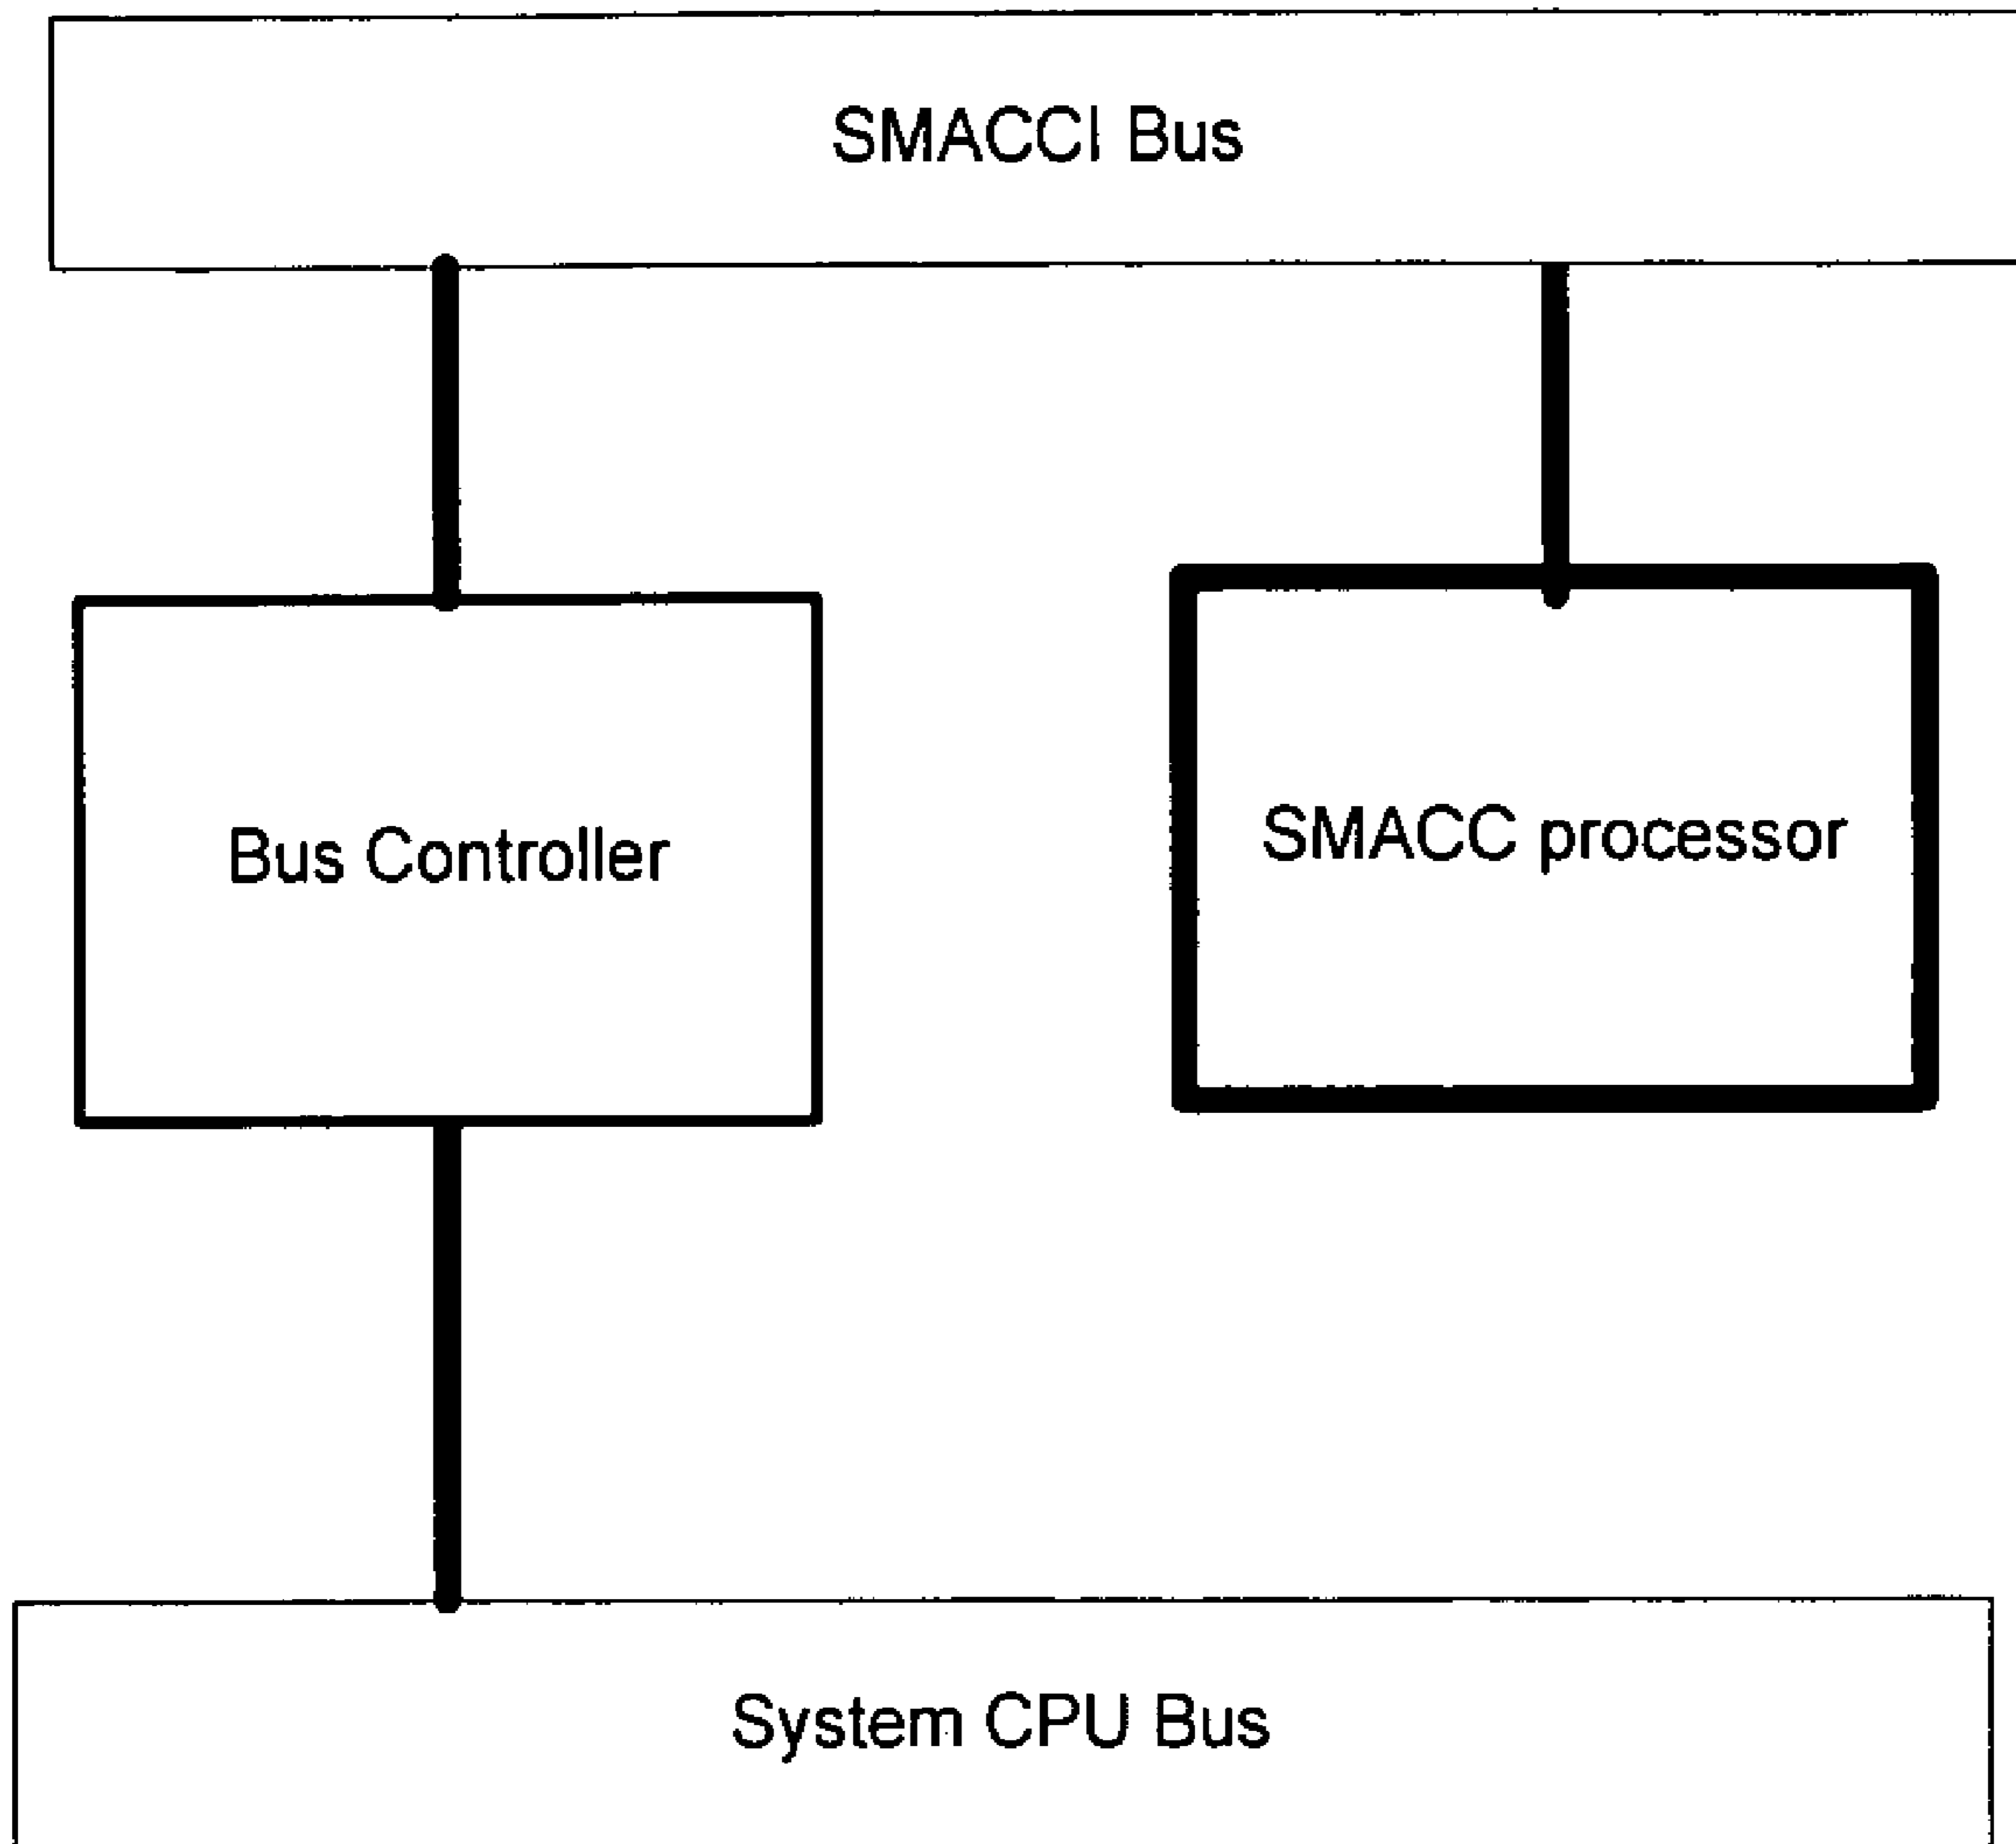 SMACCI Bus
Bus Controller
SMACC processor
System CPU Bus